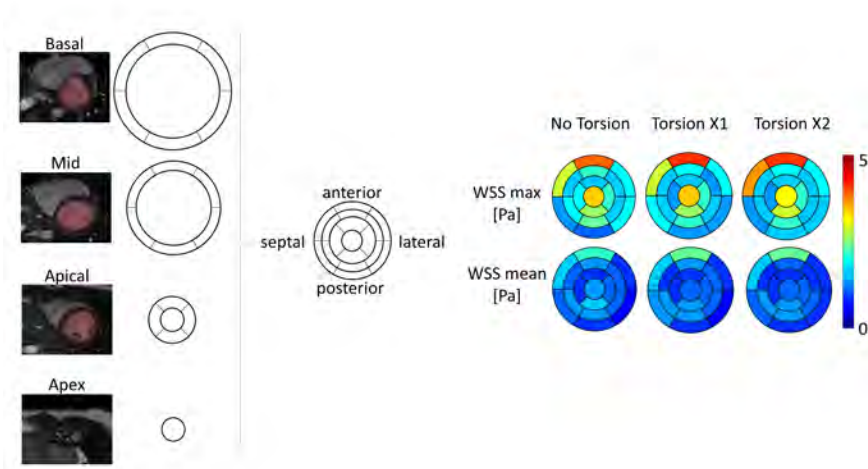 Basal
Mid
Apical
Apex
anterior
septal
lateral
posterior
No Torsion
Torsion X1
Torsion X2
WSS max
[Pa]
WSS mean
[Pa]
5
0